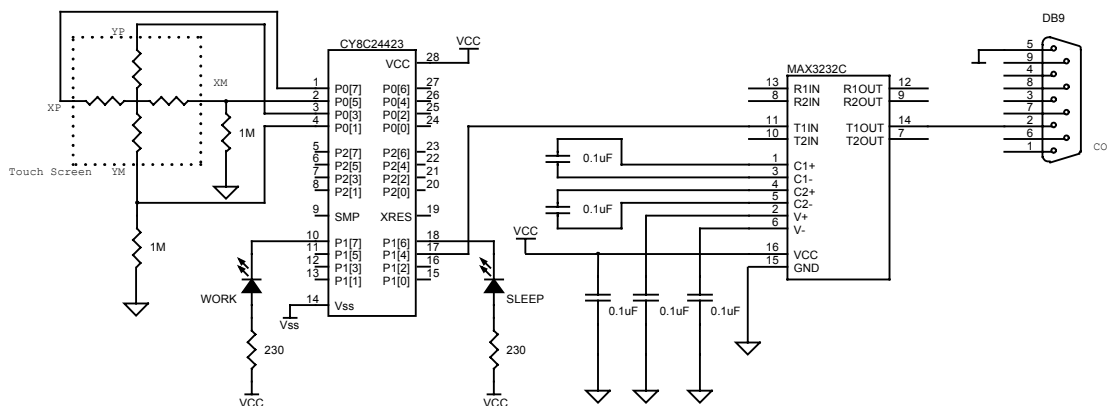 DB9
CY8C24423
VCC
YP
VCC
28
5
9
4
8
3
7
2
6
1
CO
MAX3232C
XM
XP
1
2
3
4
P0[7]
P0[5]
P0[3]
P0[1]
P0[6]
P0[4]
P0[2]
P0[0]
27
26
25
24
13
8
R1IN
R2IN
R1OUT
R2OUT
12
9
11
10
T1IN
T2IN
T1OUT
T2OUT
14
7
1M
Touch Screen
YM
5
6
7
8
P2[7]
P2[5]
P2[3]
P2[1]
P2[6]
P2[4]
P2[2]
P2[0]
23
22
21
20
0.1uF
0.1uF
1
3
4
5
2
6
C1+
C1-
C2+
C2-
V+
V-
9
SMP
XRES
19
1M
10
11
12
13
P1[7]
P1[5]
P1[3]
P1[1]
P1[6]
P1[4]
P1[2]
P1[0]
18
17
16
15
VCC
16
15
VCC
GND
WORK
SLEEP
14
Vss
Vss
0.1uF
0.1uF
0.1uF
230
230
VCC
VCC